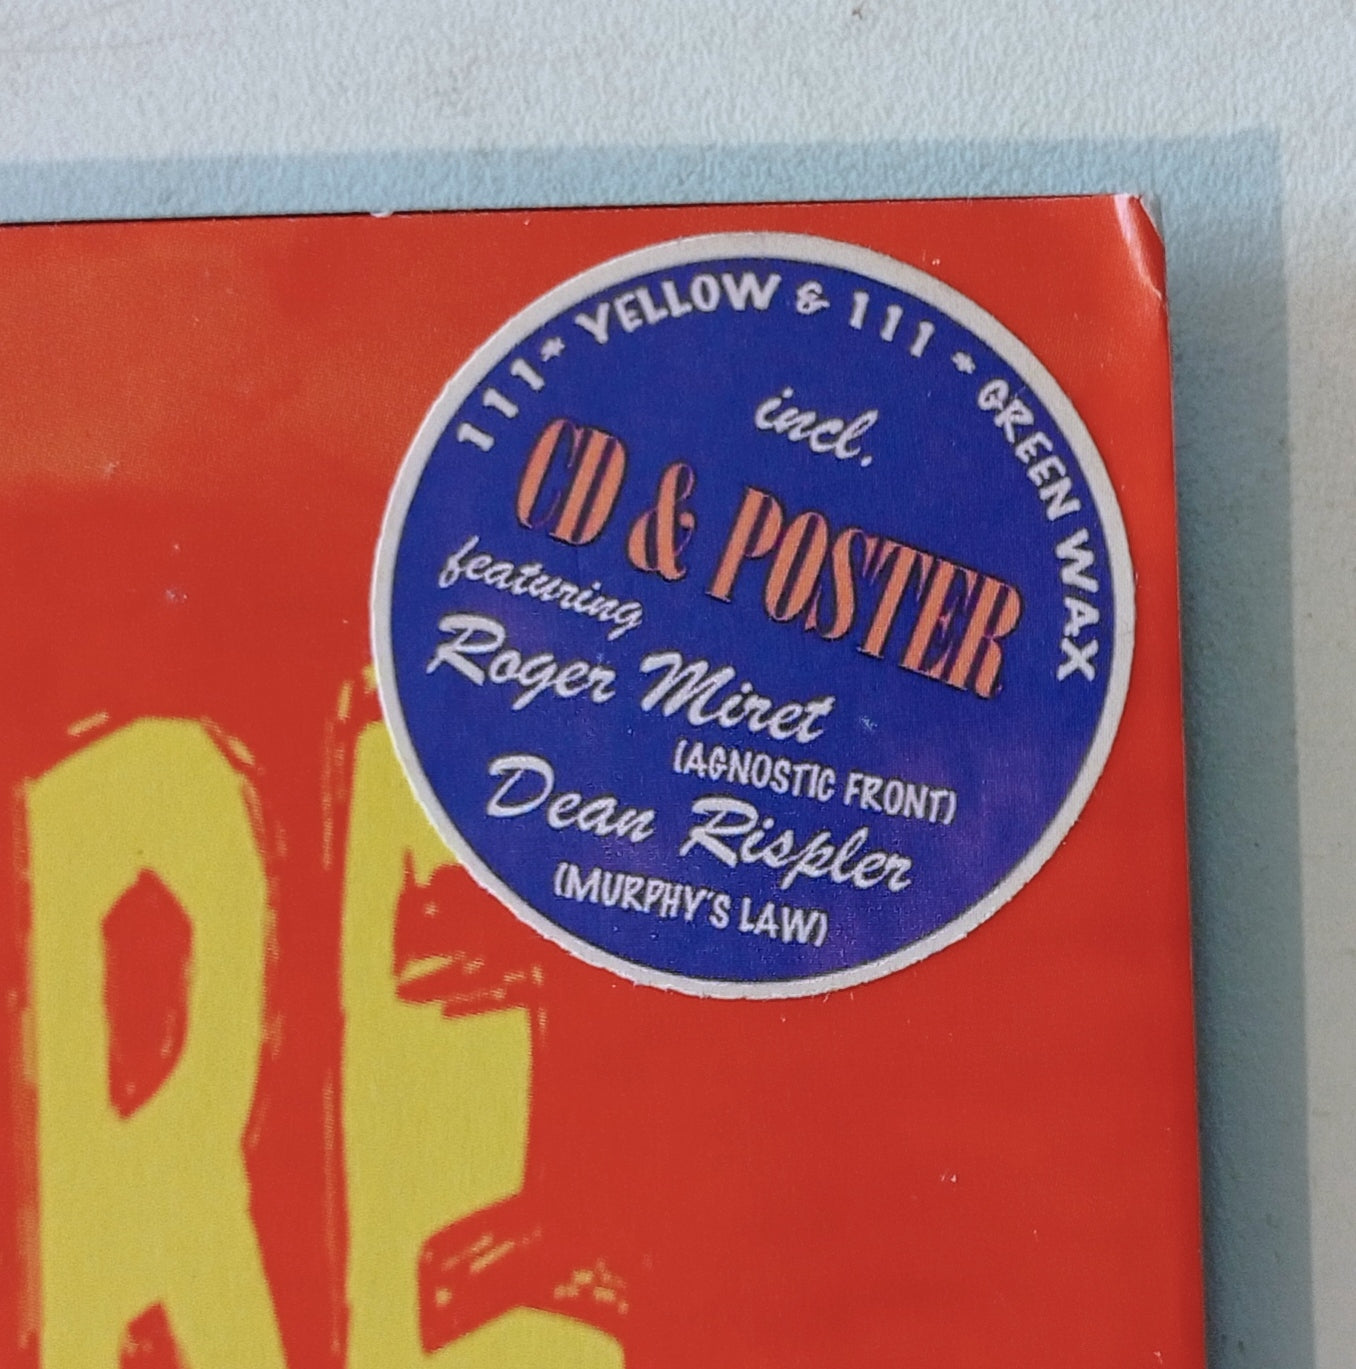 111* YELLOW & 111 * GREEN WAX
incl.
CD & POSTER
featuring
Roger Miret
(AGNOSTIC FRONT)
Dean Rispler
(MURPHY'S LAW)
RE